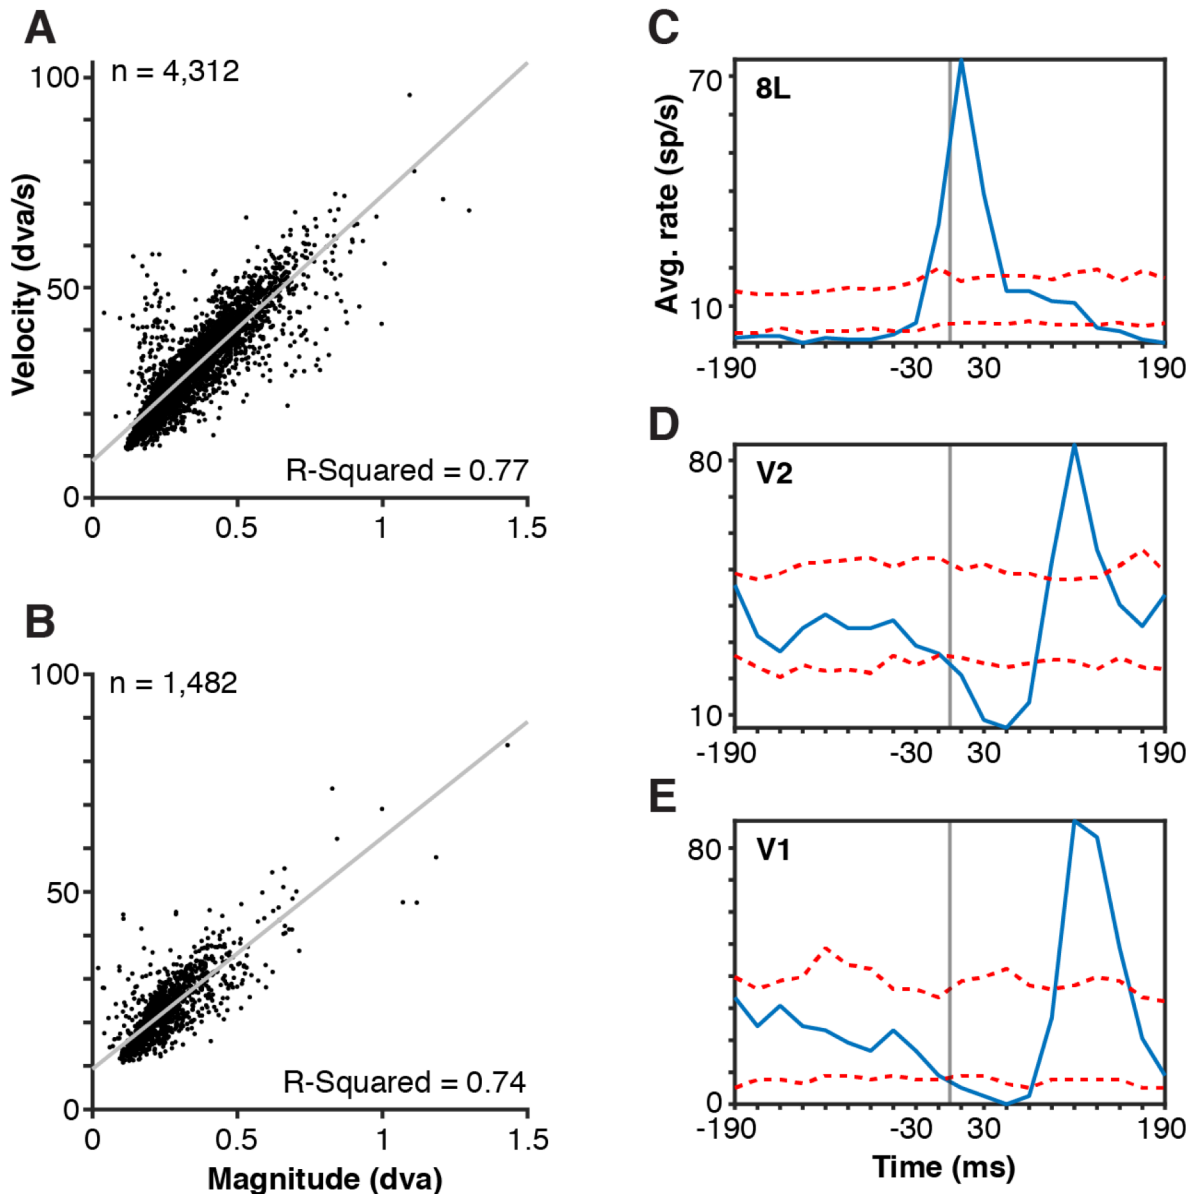 A
n = 4,312
100
50
0
0 0.5 1 1.5
Velocity (dva/s)
R-Squared = 0.77
B
n = 1,482
100
50
0
0 0.5 1 1.5
R-Squared = 0.74
Magnitude (dva)
C
8L
70
10
Avg. rate (sp/s)
-190 -30 30 190
D
V2
80
10
-190 -30 30 190
E
V1
80
0
-190 -30 30 190
Time (ms)